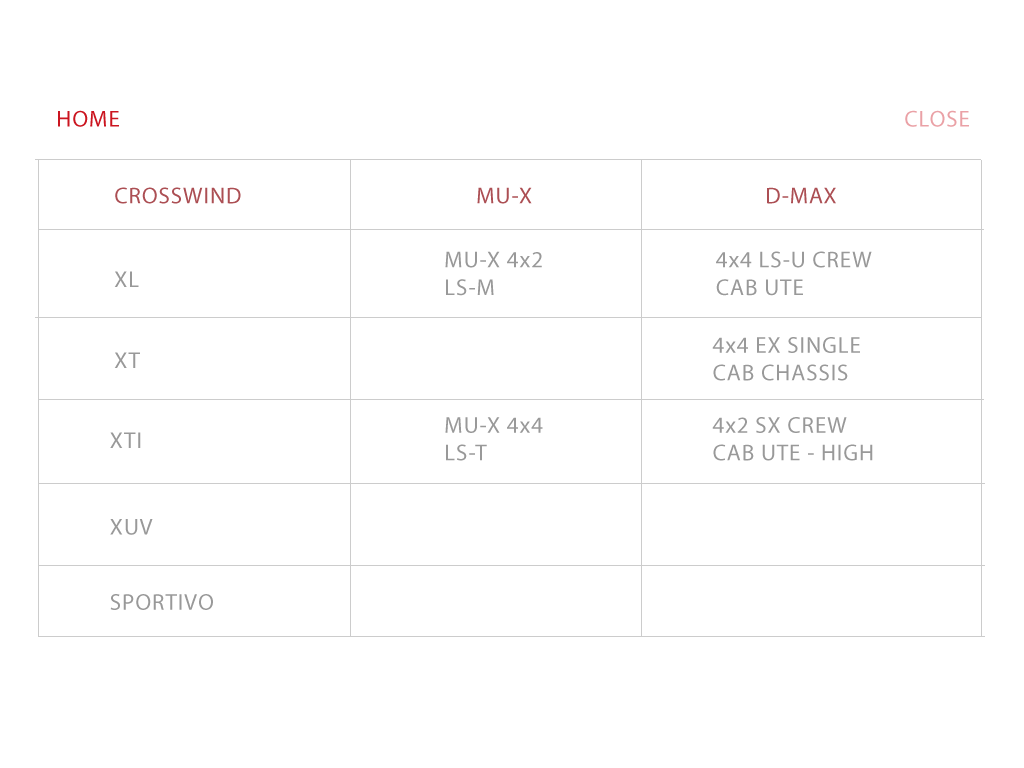 HOME
CLOSE
CROSSWIND
MU-X
D-MAX
XL
MU-X 4x2
LS-M
4x4 LS-U CREW
CAB UTE
XT
4x4 EX SINGLE
CAB CHASSIS
XTI
MU-X 4x4
LS-T
4x2 SX CREW
CAB UTE - HIGH
XUV
SPORTIVO